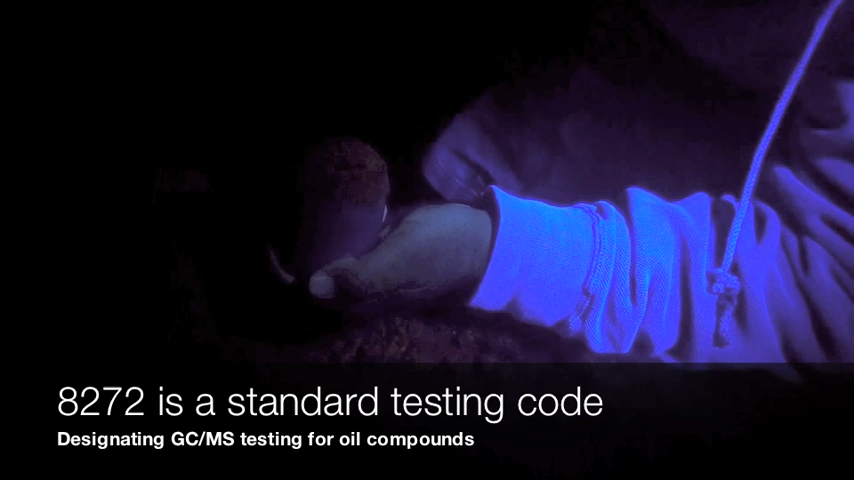 8272 is a standard testing code
Designating GC/MS testing for oil compounds